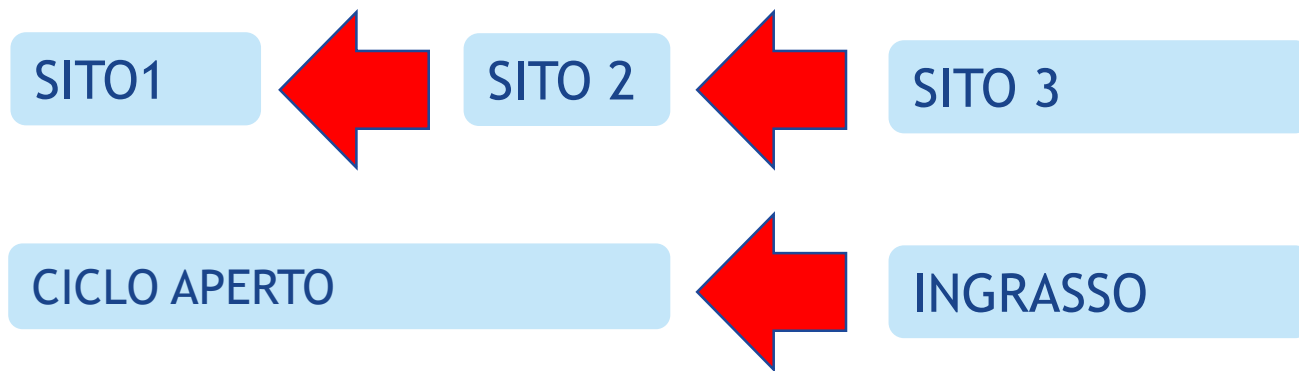 SITO1
SITO 2
SITO 3
CICLO APERTO
INGRASSO